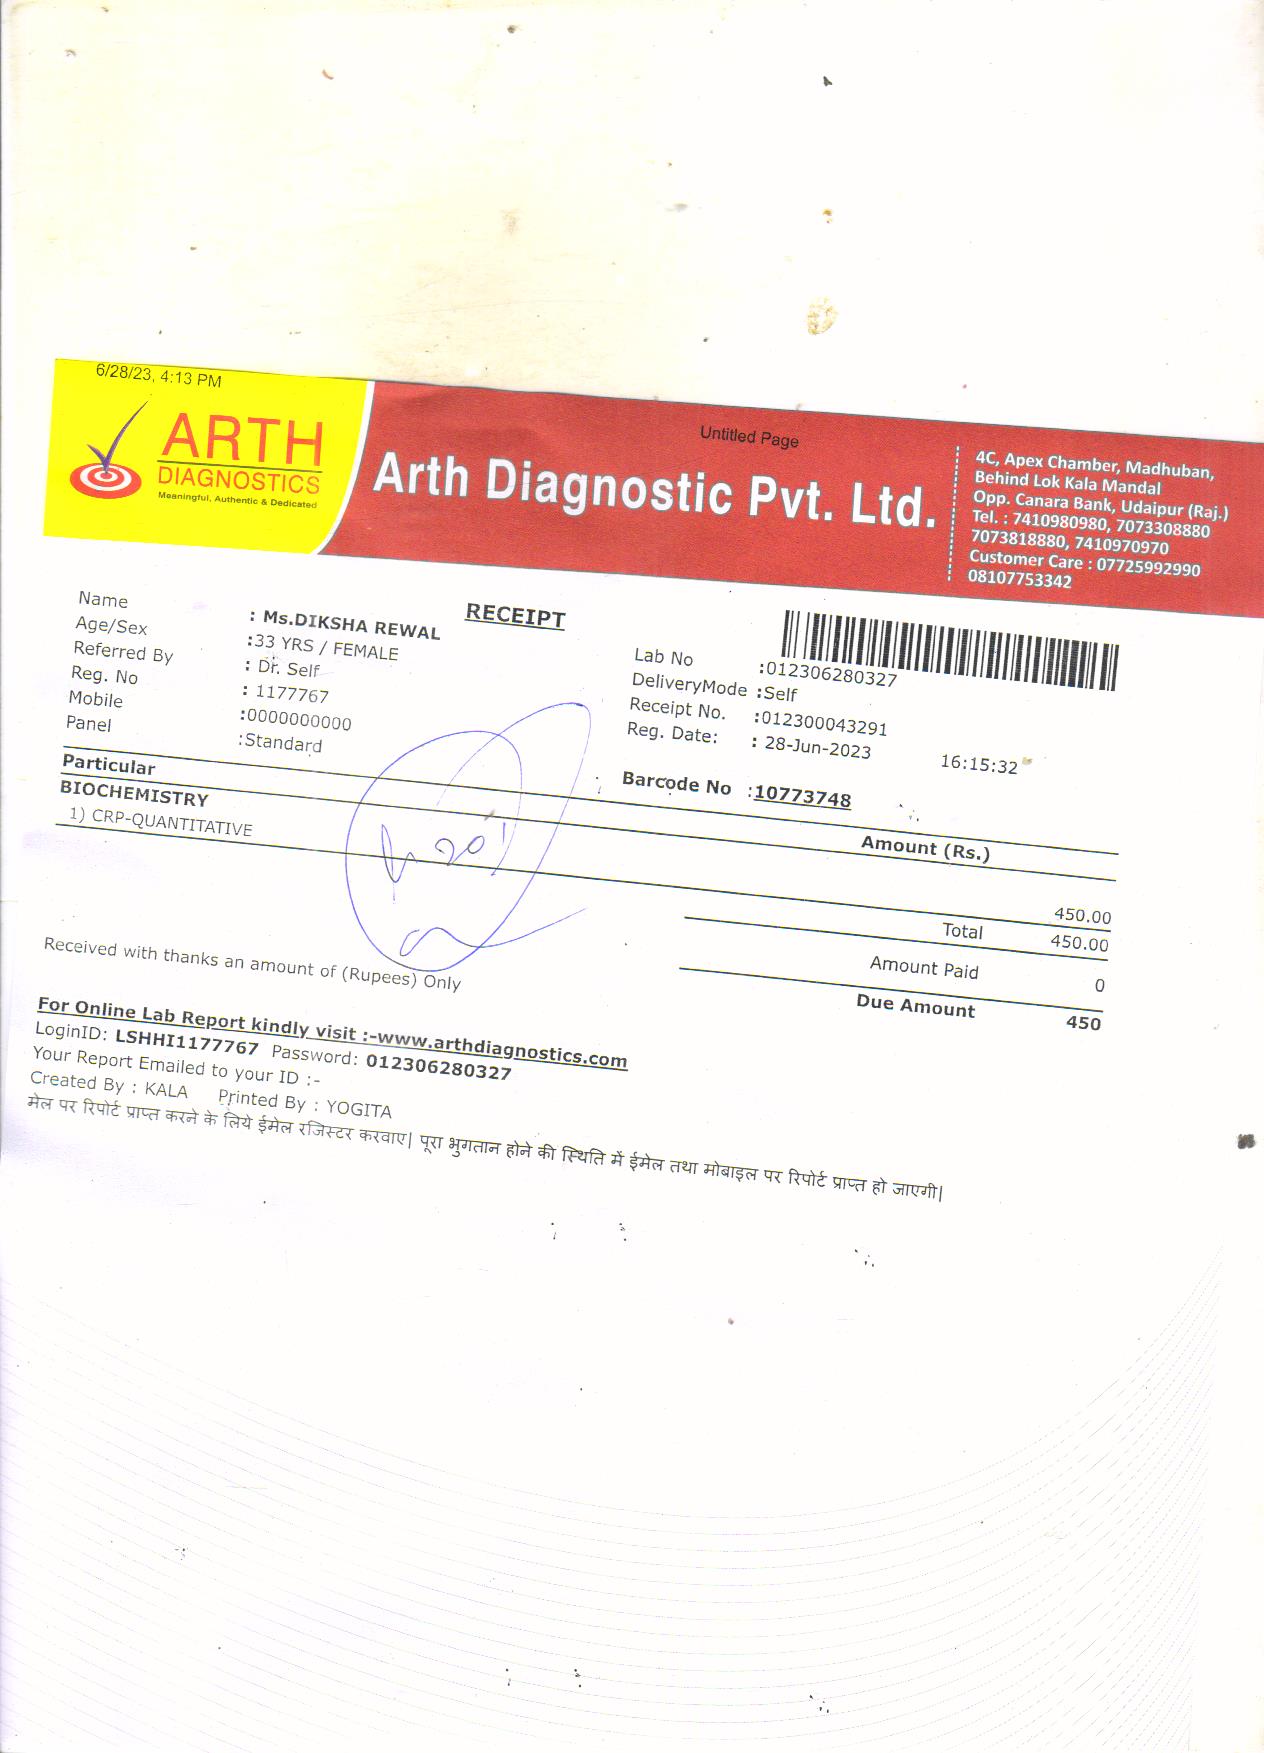 6/28/23, 4:13 PM
Untitled Page
ARTH
DIAGNOSTICS
Meaningful, Authentic & Dedicated
Arth Diagnostic Pvt. Ltd.
4C, Apex Chamber, Madhuban,
Behind Lok Kala Mandal
Opp. Canara Bank, Udaipur (Raj.)
Tel. : 7410980980, 7073308880
7073818880, 7410970970
Customer Care : 07725992990
08107753342
RECEIPT
Name : Ms.DIKSHA REWAL
Age/Sex :33 YRS / FEMALE
Referred By : Dr. Self
Reg. No : 1177767
Mobile :0000000000
Panel :Standard
Lab No :012306280327
DeliveryMode :Self
Receipt No. :012300043291
Reg. Date: : 28-Jun-2023 16:15:32
Barcode No :10773748
Particular Amount (Rs.)
BIOCHEMISTRY
1) CRP-QUANTITATIVE 450.00
Total 450.00
Amount Paid 0
Due Amount 450
Received with thanks an amount of (Rupees) Only
For Online Lab Report kindly visit :-www.arthdiagnostics.com
LoginID: LSHHI1177767 Password: 012306280327
Your Report Emailed to your ID :-
Created By : KALA Printed By : YOGITA
मेल पर रिपोर्ट प्राप्त करने के लिये ईमेल रजिस्टर करवाए| पूरा भुगतान होने की स्थिति में ईमेल तथा मोबाइल पर रिपोर्ट प्राप्त हो जाएगी|